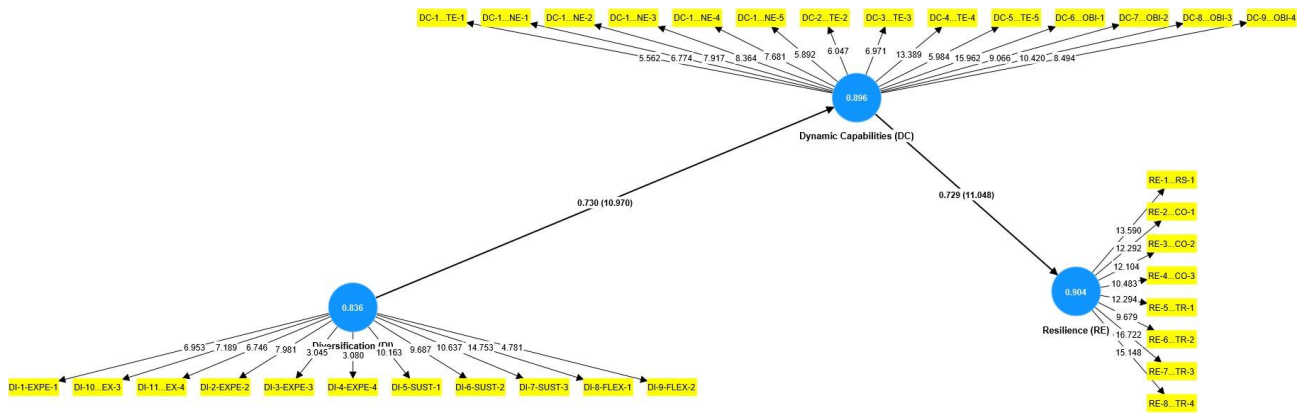 DC-1...TE-1
DC-1...NE-1
DC-1...NE-2
DC-1...NE-3
DC-1...NE-4
DC-1...NE-5
DC-2...TE-2
DC-3...TE-3
DC-4...TE-4
DC-5...TE-5
DC-6...OBI-1
DC-7...OBI-2
DC-8...OBI-3
DC-9...OBI-4
5.562
6.774
7.917
8.364
7.681
5.892
6.047
6.971
13.389
5.984
15.962
9.066
10.420
8.494
0.896
Dynamic Capabilities (DC)
0.730 (10.970)
0.729 (11.048)
RE-1...RS-1
RE-2...CO-1
RE-3...CO-2
RE-4...CO-3
RE-5...TR-1
RE-6...TR-2
RE-7...TR-3
RE-8...TR-4
13.590
12.292
12.104
10.483
12.294
9.679
16.722
15.148
0.904
Resilience (RE)
0.836
Diversification (DI)
6.953
7.189
6.746
7.981
3.045
3.080
10.163
9.687
10.637
14.753
4.781
DI-1-EXPE-1
DI-10...EX-3
DI-11...EX-4
DI-2-EXPE-2
DI-3-EXPE-3
DI-4-EXPE-4
DI-5-SUST-1
DI-6-SUST-2
DI-7-SUST-3
DI-8-FLEX-1
DI-9-FLEX-2